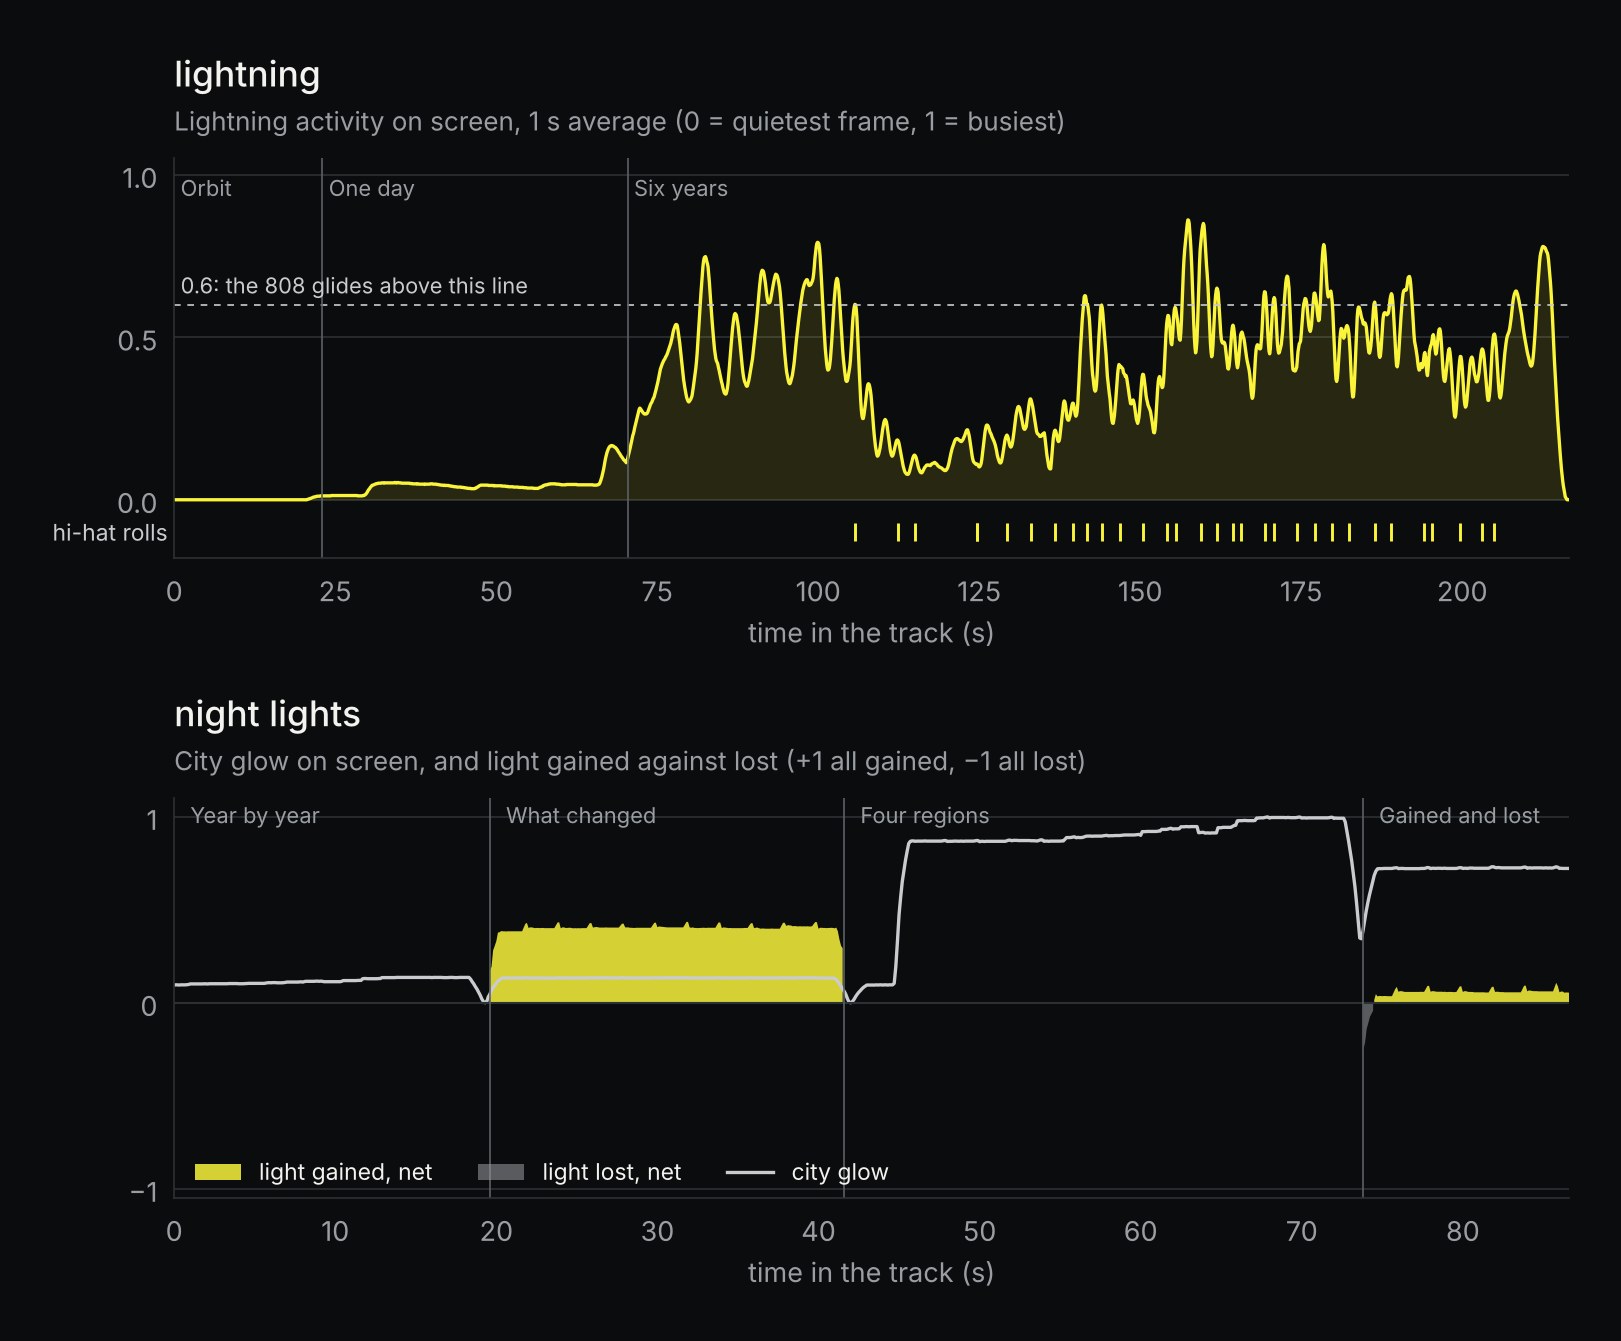 lightning
Lightning activity on screen, 1 s average (0 = quietest frame, 1 = busiest)
1.0
Orbit
One day
Six years
0.6: the 808 glides above this line
0.5
0.0
hi-hat rolls
0 25 50 75 100 125 150 175 200
time in the track (s)
night lights
City glow on screen, and light gained against lost (+1 all gained, −1 all lost)
1
Year by year
What changed
Four regions
Gained and lost
0
light gained, net
light lost, net
city glow
−1
0 10 20 30 40 50 60 70 80
time in the track (s)